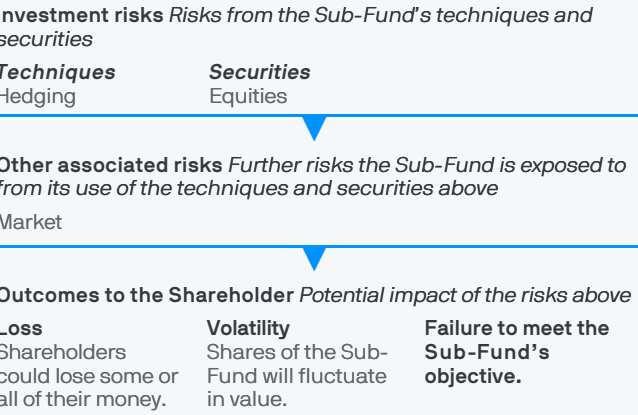 Investment risks Risks from the Sub-Fund's techniques and
securities
Techniques Securities
Hedging Equities
Other associated risks Further risks the Sub-Fund is exposed to
from its use of the techniques and securities above
Market
Outcomes to the Shareholder Potential impact of the risks above
Loss Volatility Failure to meet the
Shareholders Shares of the Sub- Sub-Fund's
could lose some or Fund will fluctuate objective.
all of their money. in value.